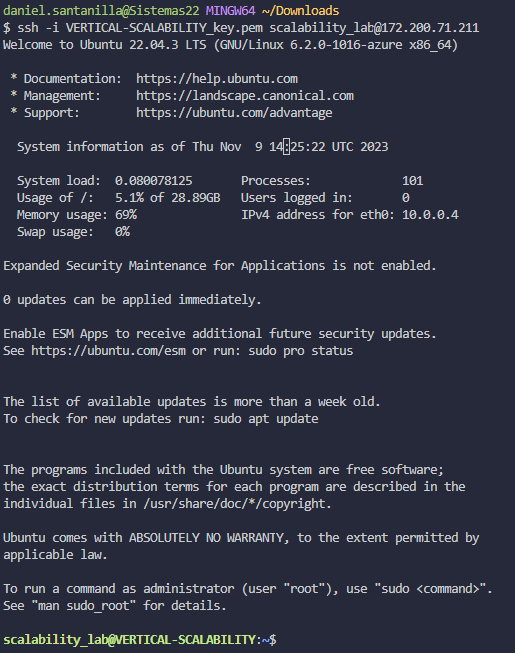 daniel.santanilla@Sistemas22 MINGW64 ~/Downloads
$ ssh -i VERTICAL-SCALABILITY_key.pem scalability_lab@172.200.71.211
Welcome to Ubuntu 22.04.3 LTS (GNU/Linux 6.2.0-1016-azure x86_64)

 * Documentation:  https://help.ubuntu.com
 * Management:     https://landscape.canonical.com
 * Support:        https://ubuntu.com/advantage

  System information as of Thu Nov  9 14:25:22 UTC 2023

  System load:  0.080078125       Processes:             101
  Usage of /:   5.1% of 28.89GB   Users logged in:       0
  Memory usage: 69%               IPv4 address for eth0: 10.0.0.4
  Swap usage:   0%

Expanded Security Maintenance for Applications is not enabled.

0 updates can be applied immediately.

Enable ESM Apps to receive additional future security updates.
See https://ubuntu.com/esm or run: sudo pro status

The list of available updates is more than a week old.
To check for new updates run: sudo apt update

The programs included with the Ubuntu system are free software;
the exact distribution terms for each program are described in the
individual files in /usr/share/doc/*/copyright.

Ubuntu comes with ABSOLUTELY NO WARRANTY, to the extent permitted by
applicable law.

To run a command as administrator (user "root"), use "sudo <command>".
See "man sudo_root" for details.

scalability_lab@VERTICAL-SCALABILITY:~$